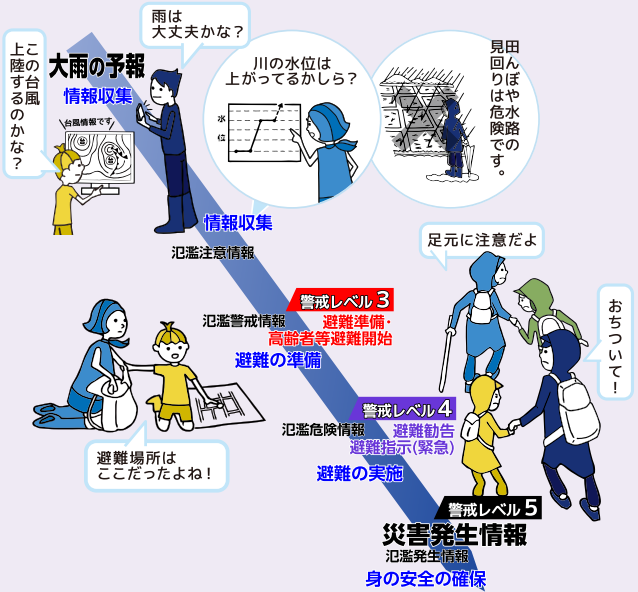 雨は
大丈夫かな？
この台風
上陸するのかな？
大雨の予報
情報収集
台風情報です
川の水位は
上がってるかしら？
水位
田んぼや水路の
見回りは危険です。
情報収集
氾濫注意情報
足元に注意だよ
おちついて！
警戒レベル3
氾濫警戒情報
避難準備・
高齢者等避難開始
避難の準備
避難場所は
ここだったよね！
警戒レベル4
氾濫危険情報
避難勧告
避難指示(緊急)
避難の実施
警戒レベル5
災害発生情報
氾濫発生情報
身の安全の確保